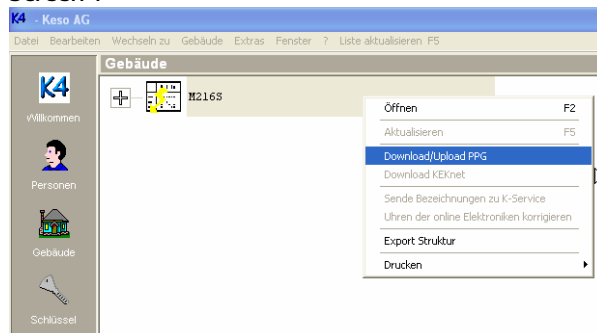 K4 - Keso AG
Datei Bearbeiten Wechseln zu Gebäude Extras Fenster ? Liste aktualisieren F5
Gebäude
K4
Willkommen
Personen
Gebäude
Schlüssel
M216S
Öffnen F2
Aktualisieren F5
Download/Upload PPG
Download KEKnet
Sende Bezeichnungen zu K-Service
Uhren der online Elektroniken korrigieren
Export Struktur
Drucken